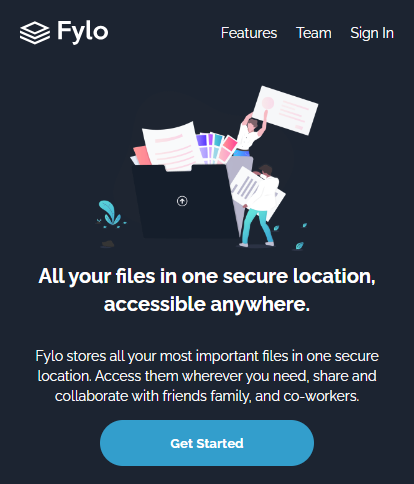 Fylo
Features Team Sign In
All your files in one secure location,
accessible anywhere.
Fylo stores all your most important files in one secure
location. Access them wherever you need, share and
collaborate with friends family, and co-workers.
Get Started